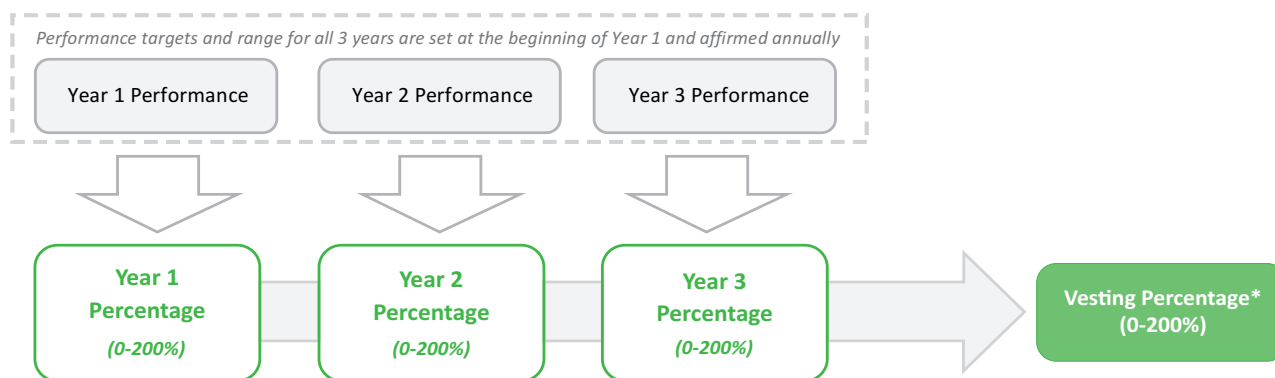 Performance targets and range for all 3 years are set at the beginning of Year 1 and affirmed annually
Year 1 Performance
Year 2 Performance
Year 3 Performance
Year 1
Percentage
(0-200%)
Year 2
Percentage
(0-200%)
Year 3
Percentage
(0-200%)
Vesting Percentage*
(0-200%)